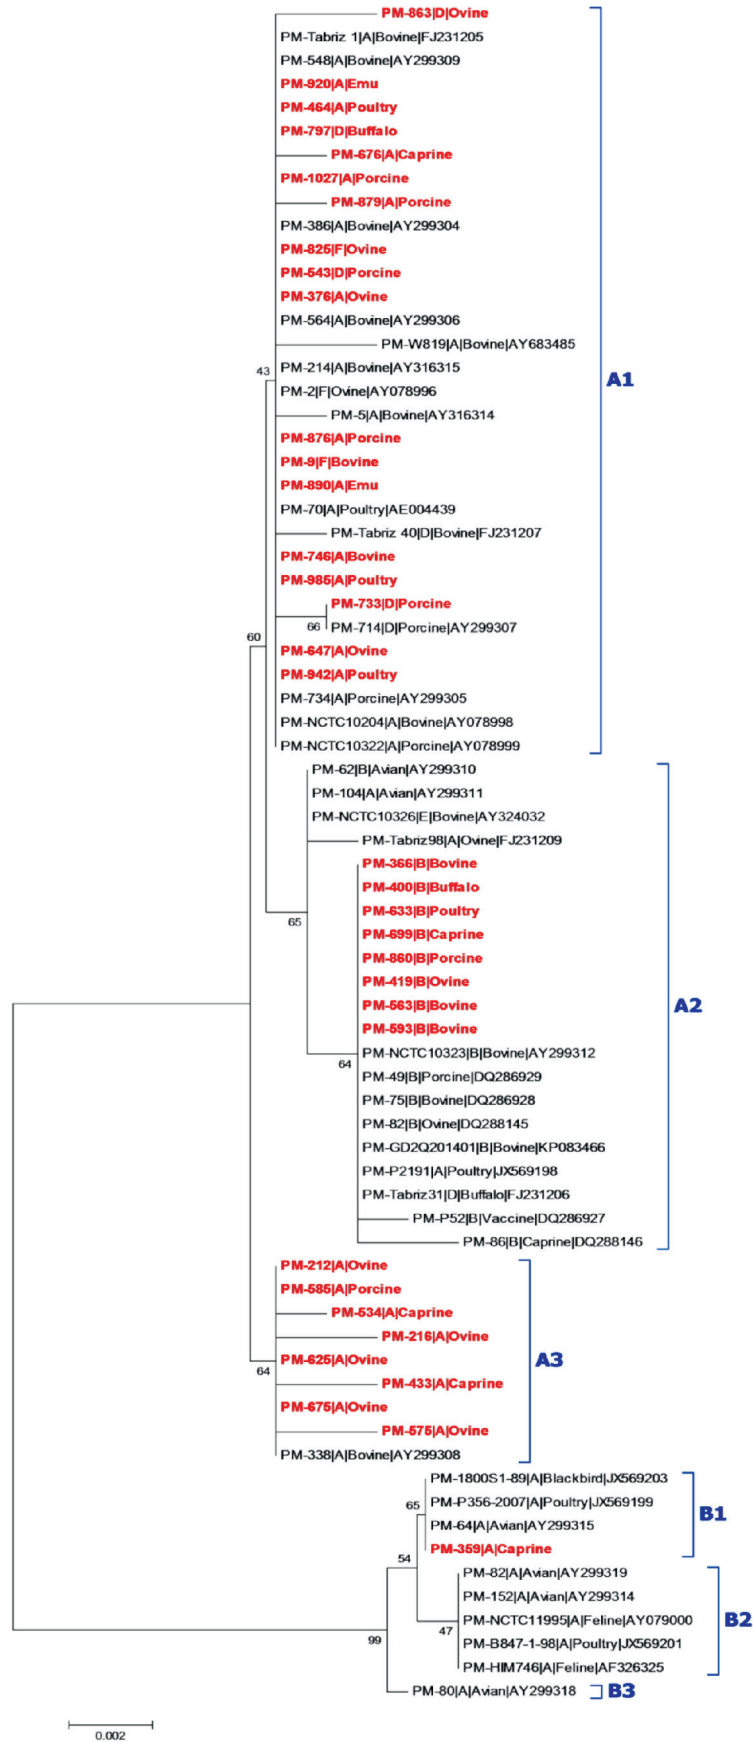 PM-863|D|Ovine
PM-Tabriz 1|A|Bovine|FJ231205
PM-548|A|Bovine|AY299309
PM-920|A|Emu
PM-464|A|Poultry
PM-797|D|Buffalo
PM-676|A|Caprine
PM-1027|A|Porcine
PM-879|A|Porcine
PM-386|A|Bovine|AY299304
PM-825|F|Ovine
PM-543|D|Porcine
PM-376|A|Ovine
PM-564|A|Bovine|AY299306
PM-W819|A|Bovine|AY683485
43
PM-214|A|Bovine|AY316315
A1
PM-2|F|Ovine|AY078996
PM-5|A|Bovine|AY316314
PM-876|A|Porcine
PM-9|F|Bovine
PM-890|A|Emu
PM-70|A|Poultry|AE004439
PM-Tabriz 40|D|Bovine|FJ231207
PM-746|A|Bovine
PM-985|A|Poultry
PM-733|D|Porcine
66
PM-714|D|Porcine|AY299307
60
PM-647|A|Ovine
PM-942|A|Poultry
PM-734|A|Porcine|AY299305
PM-NCTC10204|A|Bovine|AY078998
PM-NCTC10322|A|Porcine|AY078999
PM-62|B|Avian|AY299310
PM-104|A|Avian|AY299311
PM-NCTC10326|E|Bovine|AY324032
PM-Tabriz98|A|Ovine|FJ231209
PM-366|B|Bovine
PM-400|B|Buffalo
PM-633|B|Poultry
65
PM-699|B|Caprine
PM-860|B|Porcine
PM-419|B|Ovine
PM-563|B|Bovine
A2
PM-593|B|Bovine
PM-NCTC10323|B|Bovine|AY299312
64
PM-49|B|Porcine|DQ286929
PM-75|B|Bovine|DQ286928
PM-82|B|Ovine|DQ288145
PM-GD2Q201401|B|Bovine|KP083466
PM-P2191|A|Poultry|JX569198
PM-Tabriz31|D|Buffalo|FJ231206
PM-P52|B|Vaccine|DQ286927
PM-86|B|Caprine|DQ288146
PM-212|A|Ovine
PM-585|A|Porcine
PM-534|A|Caprine
PM-216|A|Ovine
PM-625|A|Ovine
A3
64
PM-433|A|Caprine
PM-675|A|Ovine
PM-575|A|Ovine
PM-338|A|Bovine|AY299308
PM-1800S1-89|A|Blackbird|JX569203
65
PM-P356-2007|A|Poultry|JX569199
B1
PM-64|A|Avian|AY299315
PM-359|A|Caprine
54
PM-82|A|Avian|AY299319
PM-152|A|Avian|AY299314
PM-NCTC11995|A|Feline|AY079000
B2
47
99
PM-B847-1-98|A|Poultry|JX569201
PM-HIM746|A|Feline|AF326325
PM-80|A|Avian|AY299318
B3
0.002